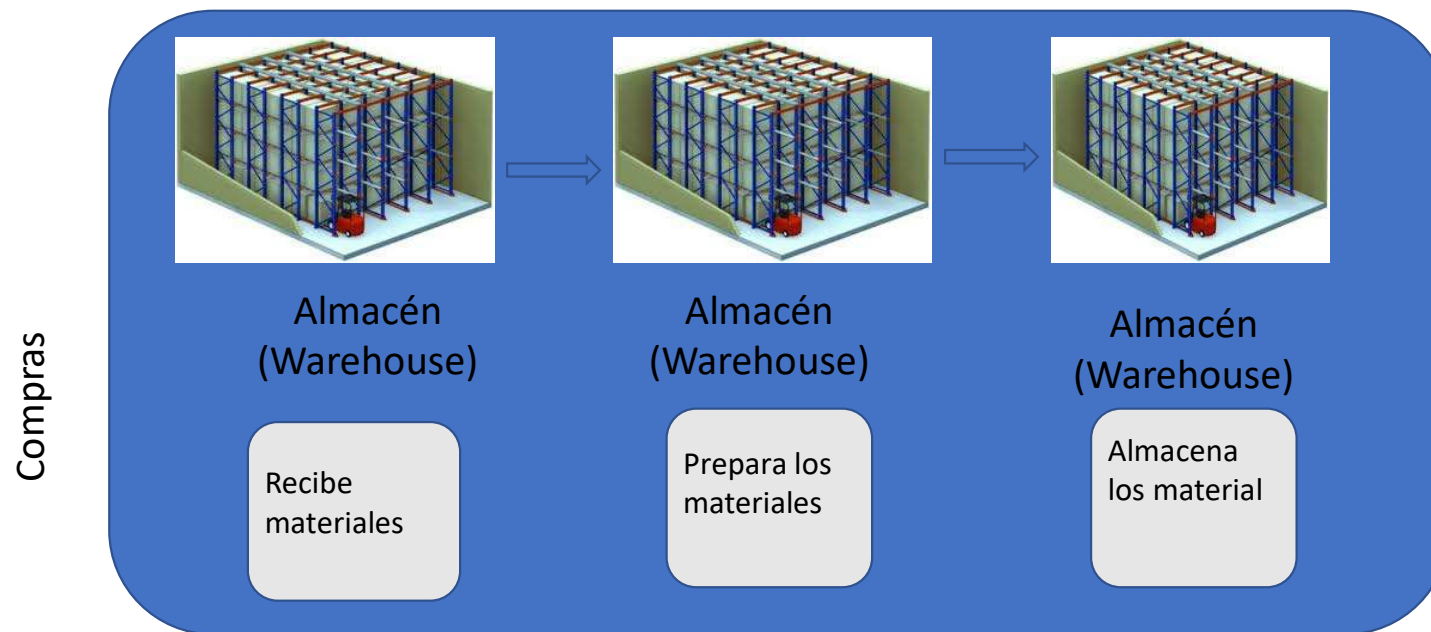 Compras
Almacén
(Warehouse)
Almacén
(Warehouse)
Almacén
(Warehouse)
Recibe
materiales
Prepara los
materiales
Almacena
los material